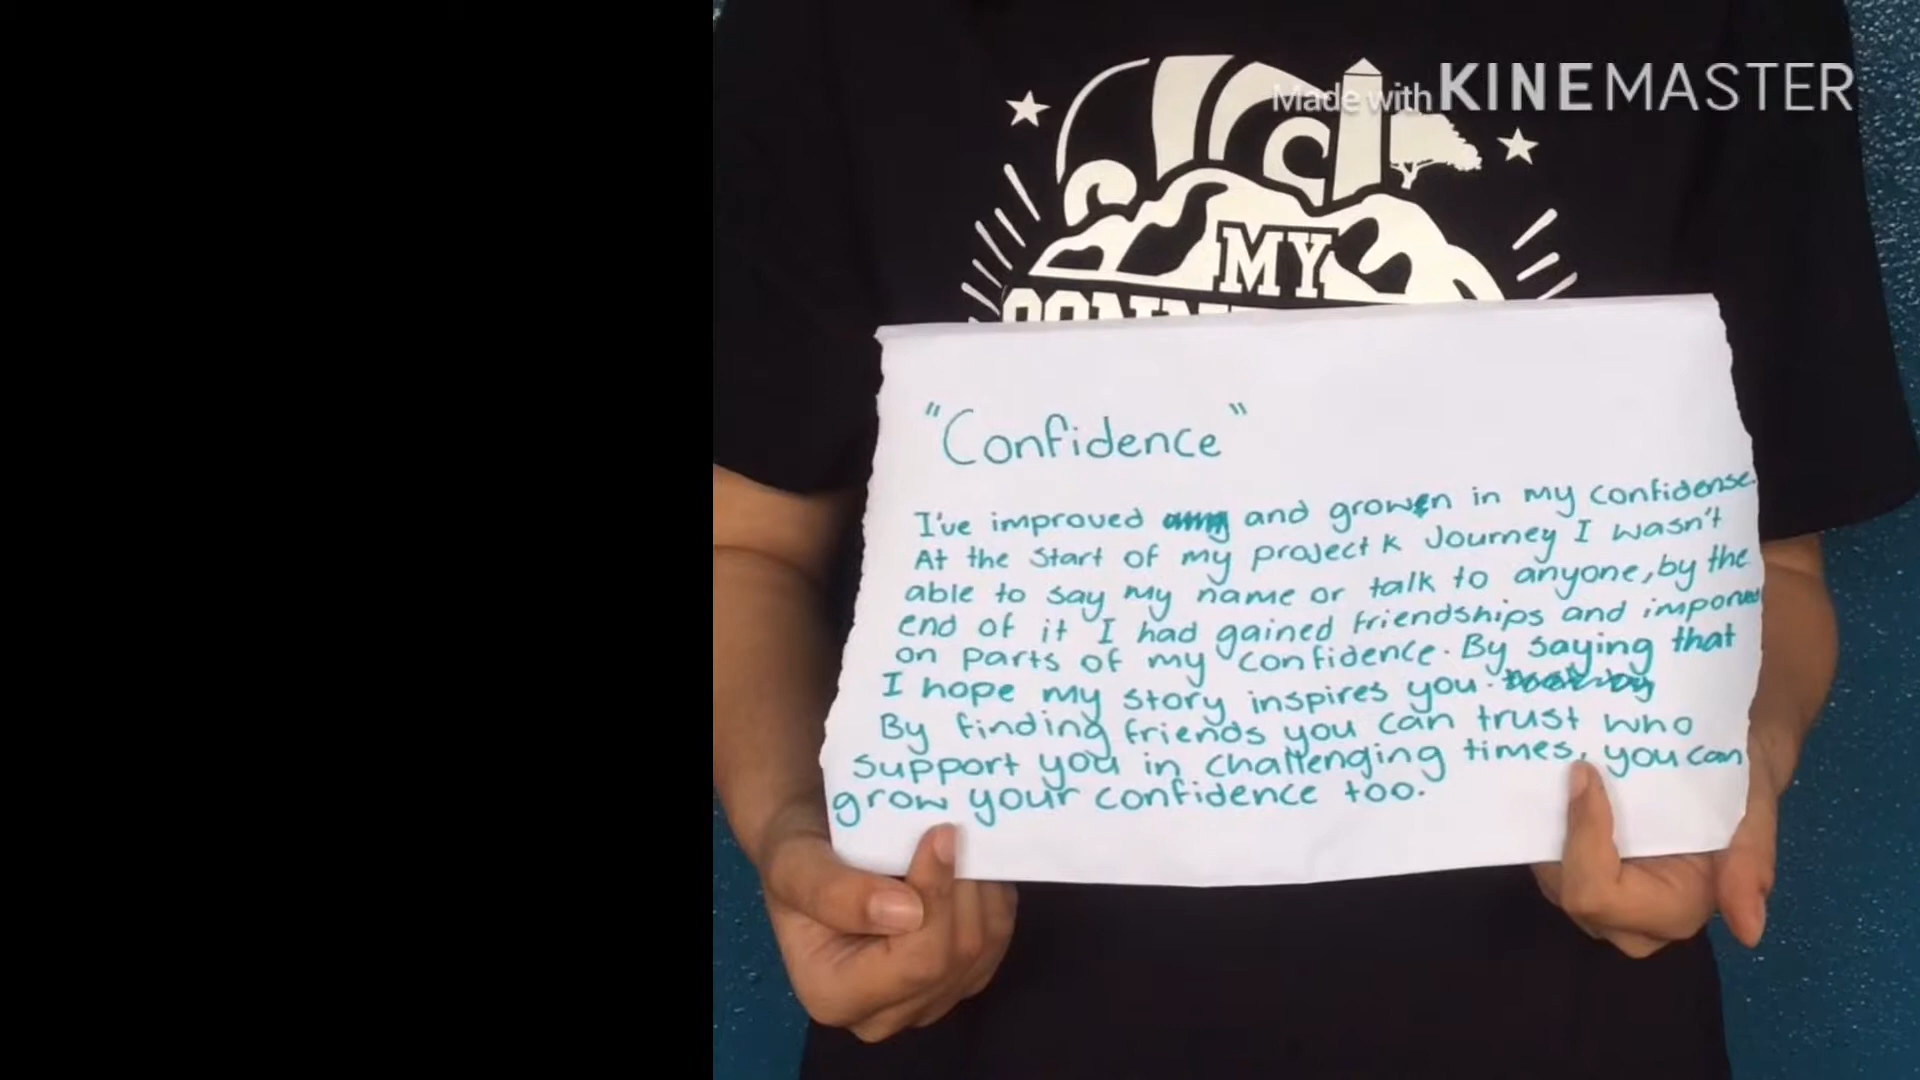 Made with KINEMASTER
MY
"Confidence"
I've improved and growen in my confidense.
At the start of my project K Journey I wasn't
able to say my name or talk to anyone, by the
end of it I had gained friendships and imporved
on parts of my confidence. By saying that
I hope my story inspires you.
By finding friends you can trust who
support you in challenging times, you can
grow your confidence too.